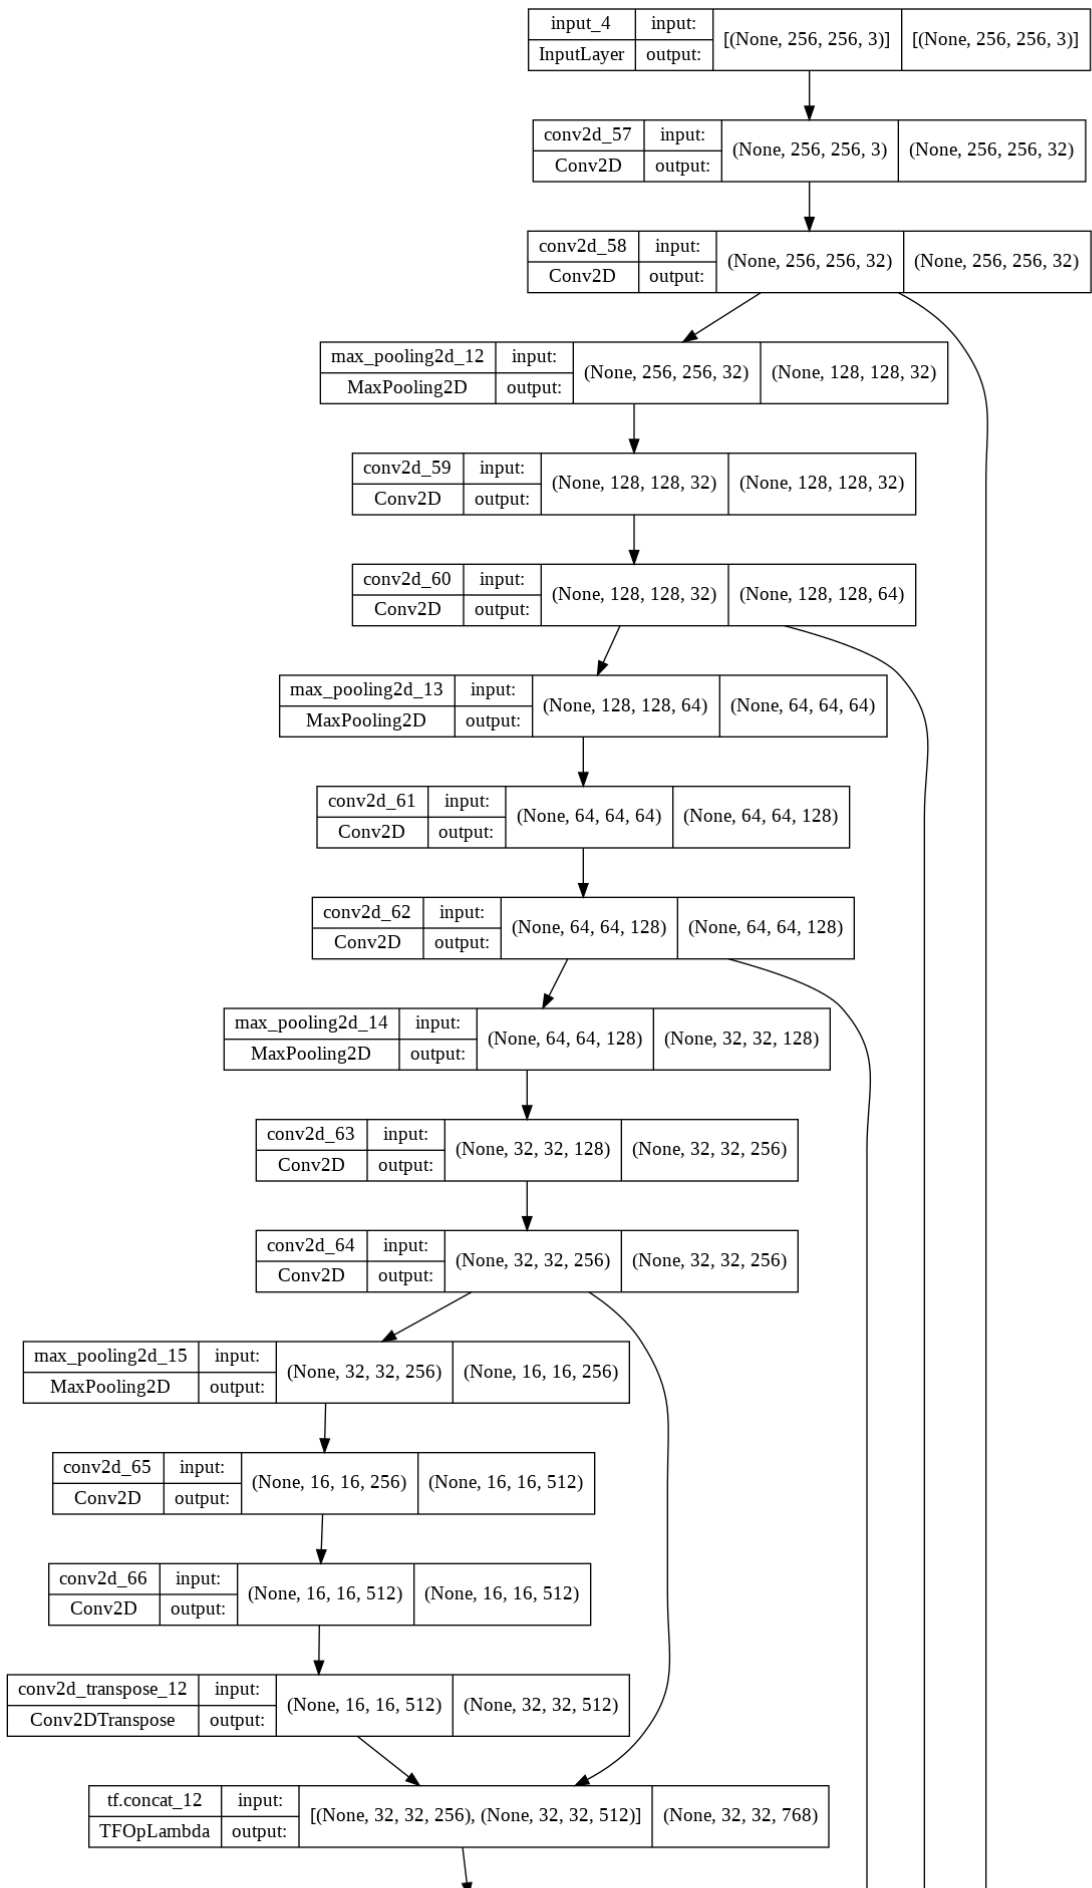 input_4 input: [(None, 256, 256, 3)] [(None, 256, 256, 3)]
InputLayer output:
conv2d_57 input: (None, 256, 256, 3) (None, 256, 256, 32)
Conv2D output:
conv2d_58 input: (None, 256, 256, 32) (None, 256, 256, 32)
Conv2D output:
max_pooling2d_12 input: (None, 256, 256, 32) (None, 128, 128, 32)
MaxPooling2D output:
conv2d_59 input: (None, 128, 128, 32) (None, 128, 128, 32)
Conv2D output:
conv2d_60 input: (None, 128, 128, 32) (None, 128, 128, 64)
Conv2D output:
max_pooling2d_13 input: (None, 128, 128, 64) (None, 64, 64, 64)
MaxPooling2D output:
conv2d_61 input: (None, 64, 64, 64) (None, 64, 64, 128)
Conv2D output:
conv2d_62 input: (None, 64, 64, 128) (None, 64, 64, 128)
Conv2D output:
max_pooling2d_14 input: (None, 64, 64, 128) (None, 32, 32, 128)
MaxPooling2D output:
conv2d_63 input: (None, 32, 32, 128) (None, 32, 32, 256)
Conv2D output:
conv2d_64 input: (None, 32, 32, 256) (None, 32, 32, 256)
Conv2D output:
max_pooling2d_15 input: (None, 32, 32, 256) (None, 16, 16, 256)
MaxPooling2D output:
conv2d_65 input: (None, 16, 16, 256) (None, 16, 16, 512)
Conv2D output:
conv2d_66 input: (None, 16, 16, 512) (None, 16, 16, 512)
Conv2D output:
conv2d_transpose_12 input: (None, 16, 16, 512) (None, 32, 32, 512)
Conv2DTranspose output:
tf.concat_12 input: [(None, 32, 32, 256), (None, 32, 32, 512)] (None, 32, 32, 768)
TFOpLambda output: